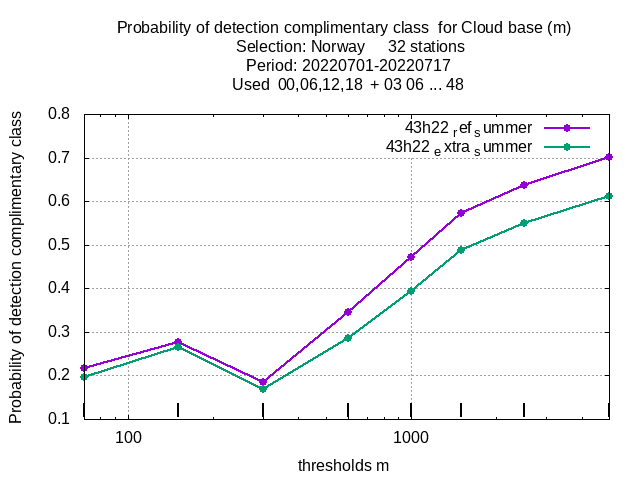 Probability of detection complimentary class  for Cloud base (m)
Selection: Norway     32 stations
Period: 20220701-20220717
Used  00,06,12,18  + 03 06 ... 48
0.8
43h22 ref summer
43h22 extra summer
0.7
0.6
0.5
0.4
0.3
0.2
0.1
Probability of detection complimentary class
100
1000
thresholds m